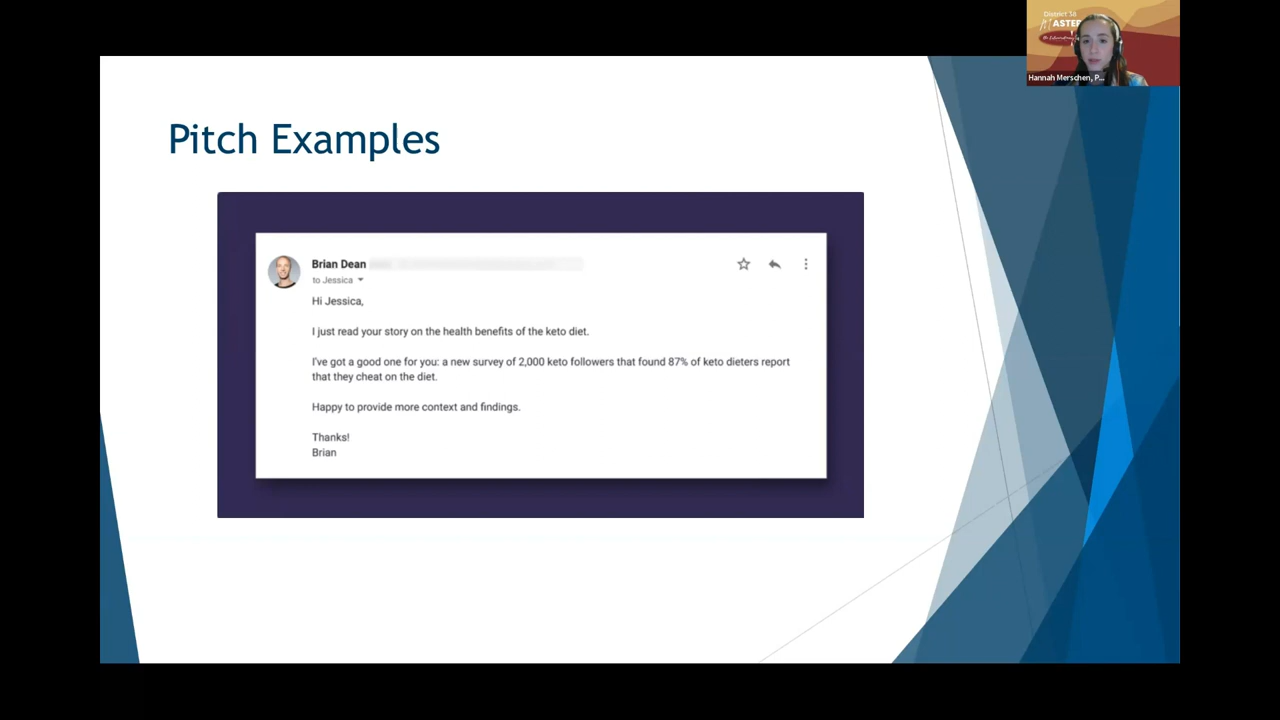 District 58
MASTE
Hannah Merschen, P...
Pitch Examples
Brian Dean
to Jessica
Hi Jessica,
I just read your story on the health benefits of the keto diet.
I've got a good one for you: a new survey of 2,000 keto followers that found 87% of keto dieters report
that they cheat on the diet.
Happy to provide more context and findings.
Thanks!
Brian